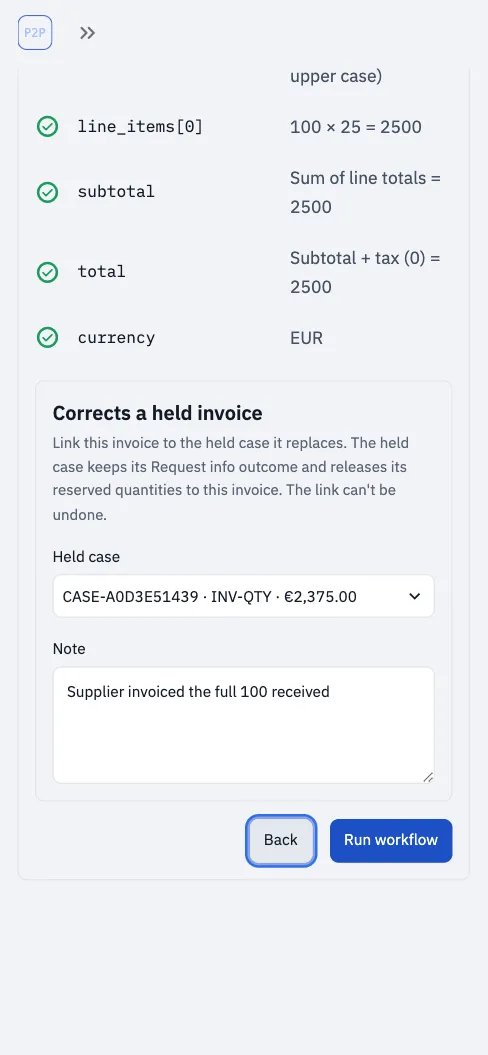 P2P
upper case)
line_items[0]
100 × 25 = 2500
subtotal
Sum of line totals =
2500
total
Subtotal + tax (0) =
2500
currency
EUR
Corrects a held invoice
Link this invoice to the held case it replaces. The held
case keeps its Request info outcome and releases its
reserved quantities to this invoice. The link can't be
undone.
Held case
CASE-A0D3E51439 · INV-QTY · €2,375.00
Note
Supplier invoiced the full 100 received
Back
Run workflow